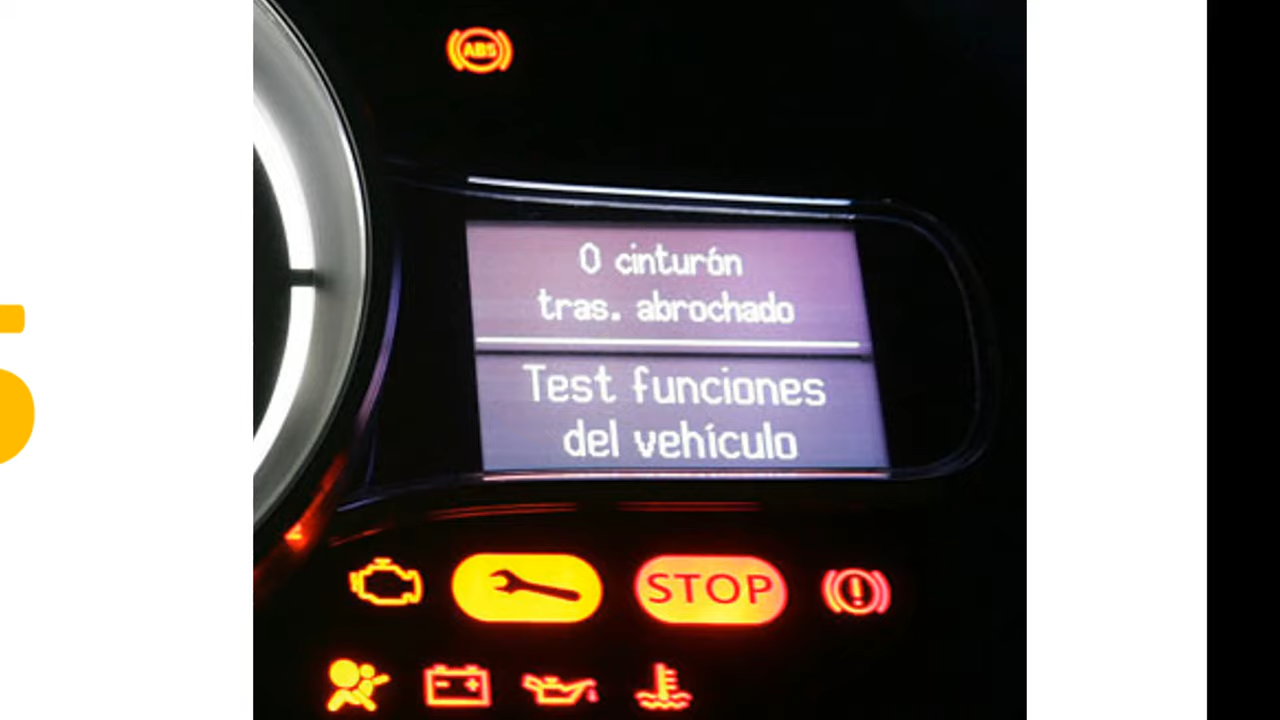 ABS
0 cinturón
tras. abrochado
Test funciones
del vehículo
STOP